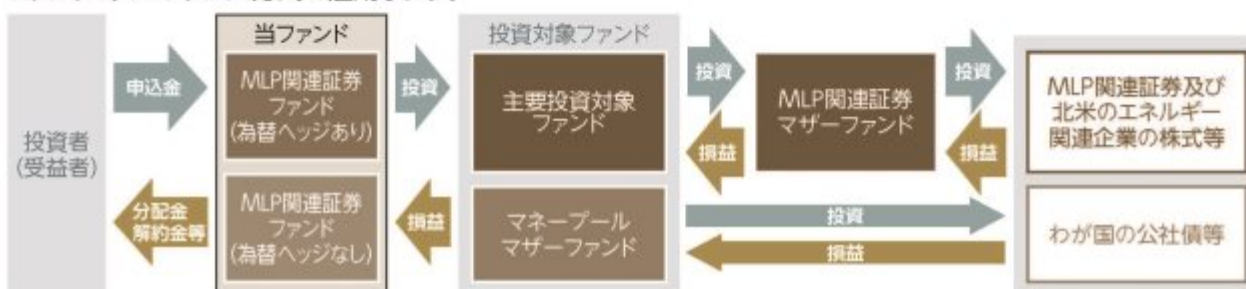 投資者
(受益者)
申込金
分配金
解約金等
当ファンド
MLP関連証券
ファンド
(為替ヘッジあり)
MLP関連証券
ファンド
(為替ヘッジなし)
投資
損益
投資対象ファンド
主要投資対象
ファンド
マネープール
マザーファンド
投資
損益
MLP関連証券
マザーファンド
投資
損益
MLP関連証券及び
北米のエネルギー
関連企業の株式等
投資
損益
わが国の公社債等